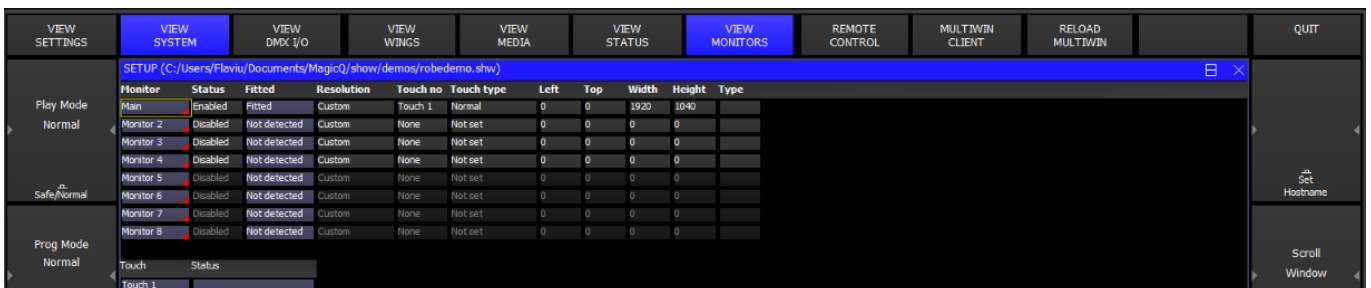 VIEW SETTINGS VIEW SYSTEM VIEW DMX I/O VIEW WINGS VIEW MEDIA VIEW STATUS VIEW MONITORS REMOTE CONTROL MULTIWIN CLIENT RELOAD MULTIWIN QUIT
SETUP (C:/Users/Flaviu/Documents/MagicQ/show/demos/robedemo.shw)
Monitor Status Fitted Resolution Touch no Touch type Left Top Width Height Type
Main Enabled Fitted Custom Touch 1 Normal 0 0 1920 1040
Monitor 2 Disabled Not detected Custom None Not set 0 0 0 0
Monitor 3 Disabled Not detected Custom None Not set 0 0 0 0
Monitor 4 Disabled Not detected Custom None Not set 0 0 0 0
Monitor 5 Disabled Not detected Custom None Not set 0 0 0 0
Monitor 6 Disabled Not detected Custom None Not set 0 0 0 0
Monitor 7 Disabled Not detected Custom None Not set 0 0 0 0
Monitor 8 Disabled Not detected Custom None Not set 0 0 0 0
Touch Status
Touch 1
Play Mode
Normal
Safe/Normal
Prog Mode
Normal
Set
Hostname
Scroll
Window